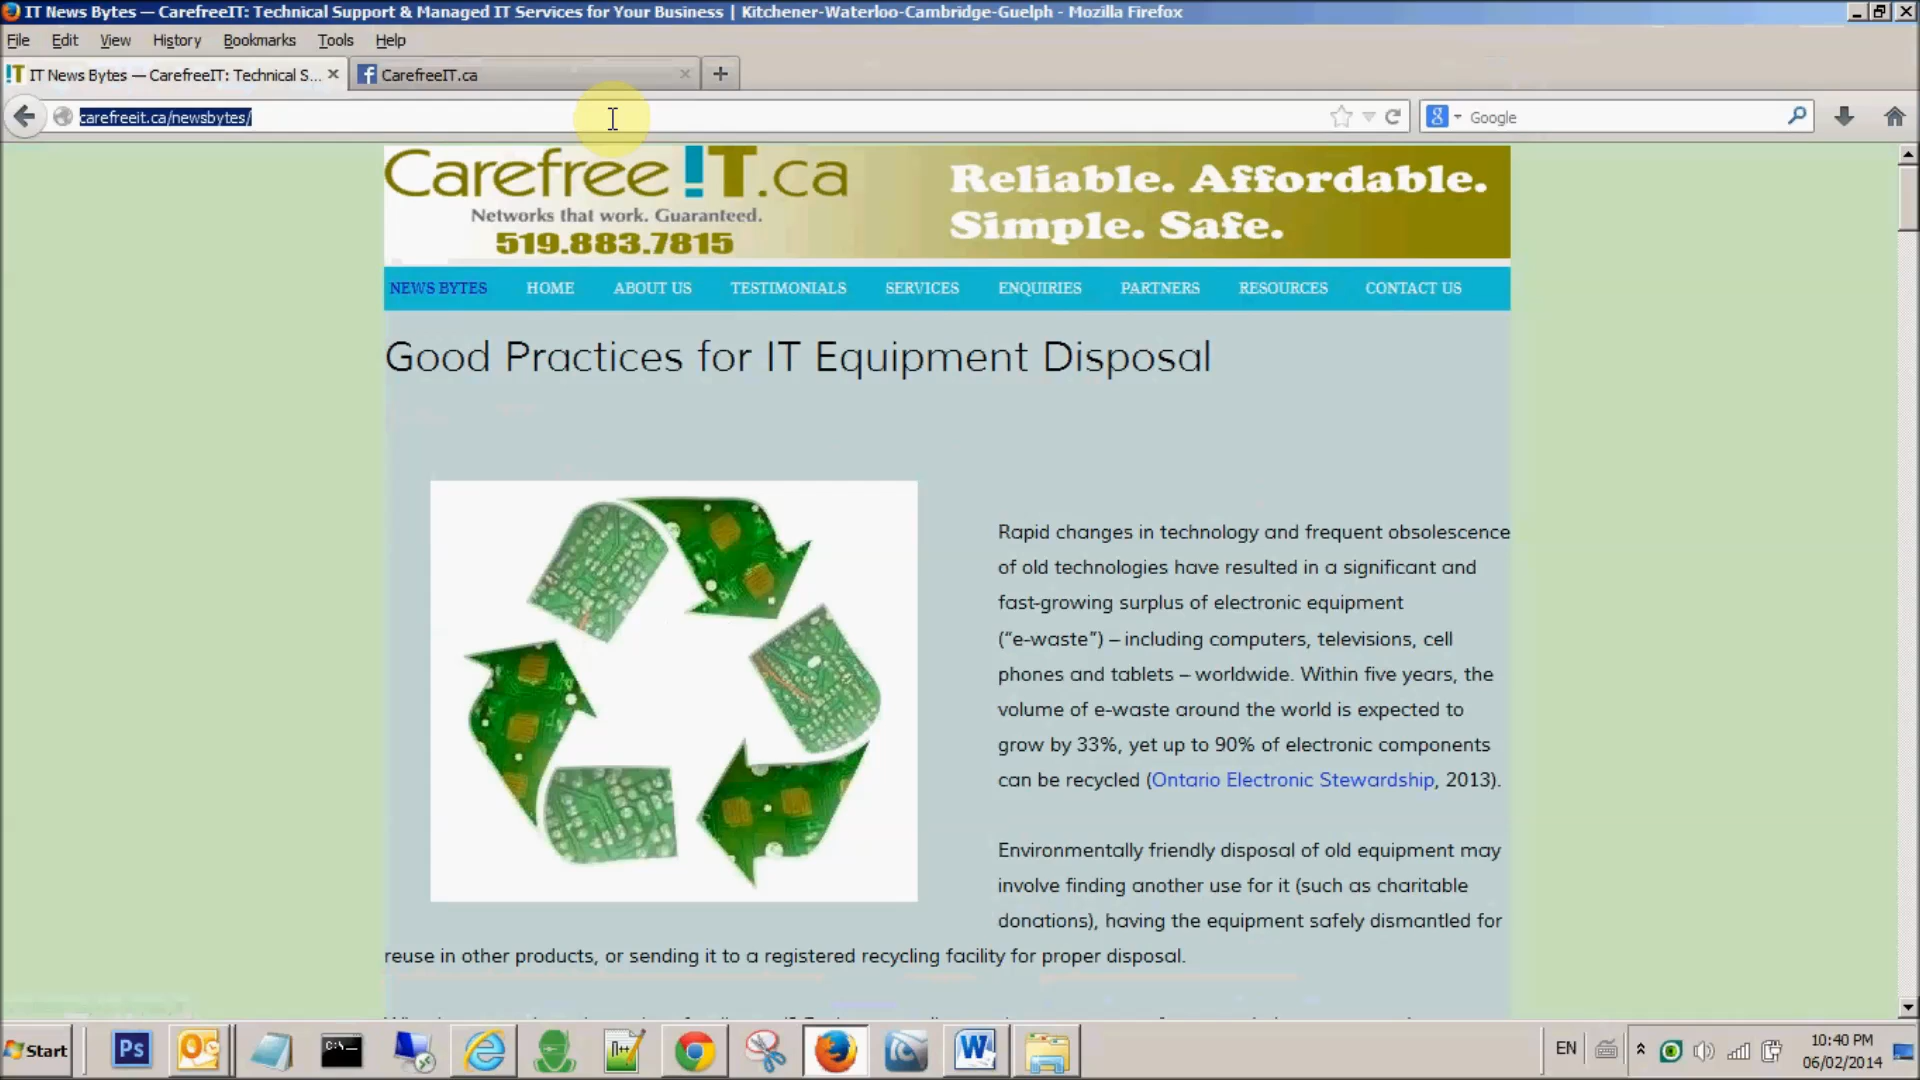 IT News Bytes — CarefreeIT: Technical Support & Managed IT Services for Your Business | Kitchener-Waterloo-Cambridge-Guelph - Mozilla Firefox
File Edit View History Bookmarks Tools Help
!T IT News Bytes — CarefreeIT: Technical S...
CarefreeIT.ca
carefreeit.ca/newsbytes/
Google
Carefree!T.ca
Networks that work. Guaranteed.
519.883.7815
Reliable. Affordable.
Simple. Safe.
NEWS BYTES HOME ABOUT US TESTIMONIALS SERVICES ENQUIRIES PARTNERS RESOURCES CONTACT US
Good Practices for IT Equipment Disposal
Rapid changes in technology and frequent obsolescence
of old technologies have resulted in a significant and
fast-growing surplus of electronic equipment
(“e-waste”) – including computers, televisions, cell
phones and tablets – worldwide. Within five years, the
volume of e-waste around the world is expected to
grow by 33%, yet up to 90% of electronic components
can be recycled (Ontario Electronic Stewardship, 2013).
Environmentally friendly disposal of old equipment may
involve finding another use for it (such as charitable
donations), having the equipment safely dismantled for
reuse in other products, or sending it to a registered recycling facility for proper disposal.
Start
Ps
EN
10:40 PM
06/02/2014